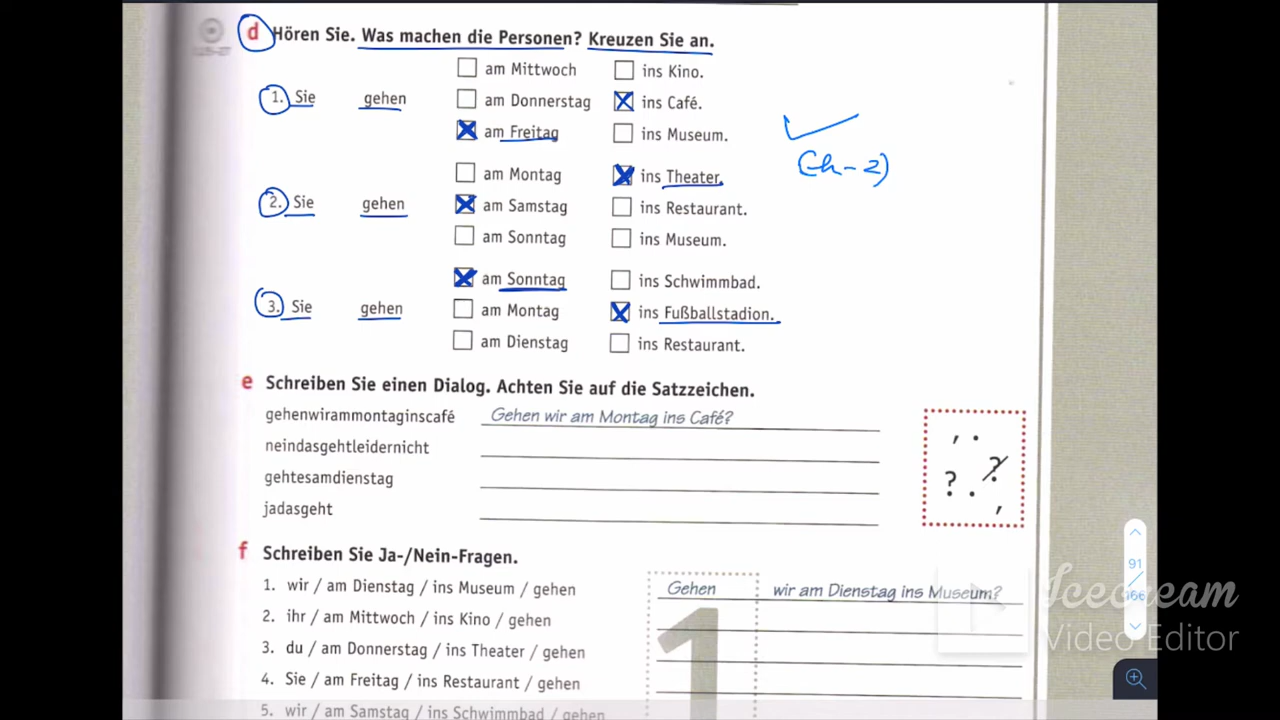 d Hören Sie. Was machen die Personen? Kreuzen Sie an.
am Mittwoch ins Kino.
1. Sie gehen am Donnerstag ins Café.
am Freitag ins Museum.
(Ch-2)
am Montag ins Theater.
2. Sie gehen am Samstag ins Restaurant.
am Sonntag ins Museum.
am Sonntag ins Schwimmbad.
3. Sie gehen am Montag ins Fußballstadion.
am Dienstag ins Restaurant.
e Schreiben Sie einen Dialog. Achten Sie auf die Satzzeichen.
gehenwirammontaginscafé Gehen wir am Montag ins Café?
neindasgehtleidernicht
gehtesamdienstag
jadasgeht
, .
? . ?
,
f Schreiben Sie Ja-/Nein-Fragen.
1. wir / am Dienstag / ins Museum / gehen Gehen wir am Dienstag ins Museum?
2. ihr / am Mittwoch / ins Kino / gehen
3. du / am Donnerstag / ins Theater / gehen
4. Sie / am Freitag / ins Restaurant / gehen
5. wir / am Samstag / ins Schwimmbad / gehen
1
91
166
Icecream
Video Editor